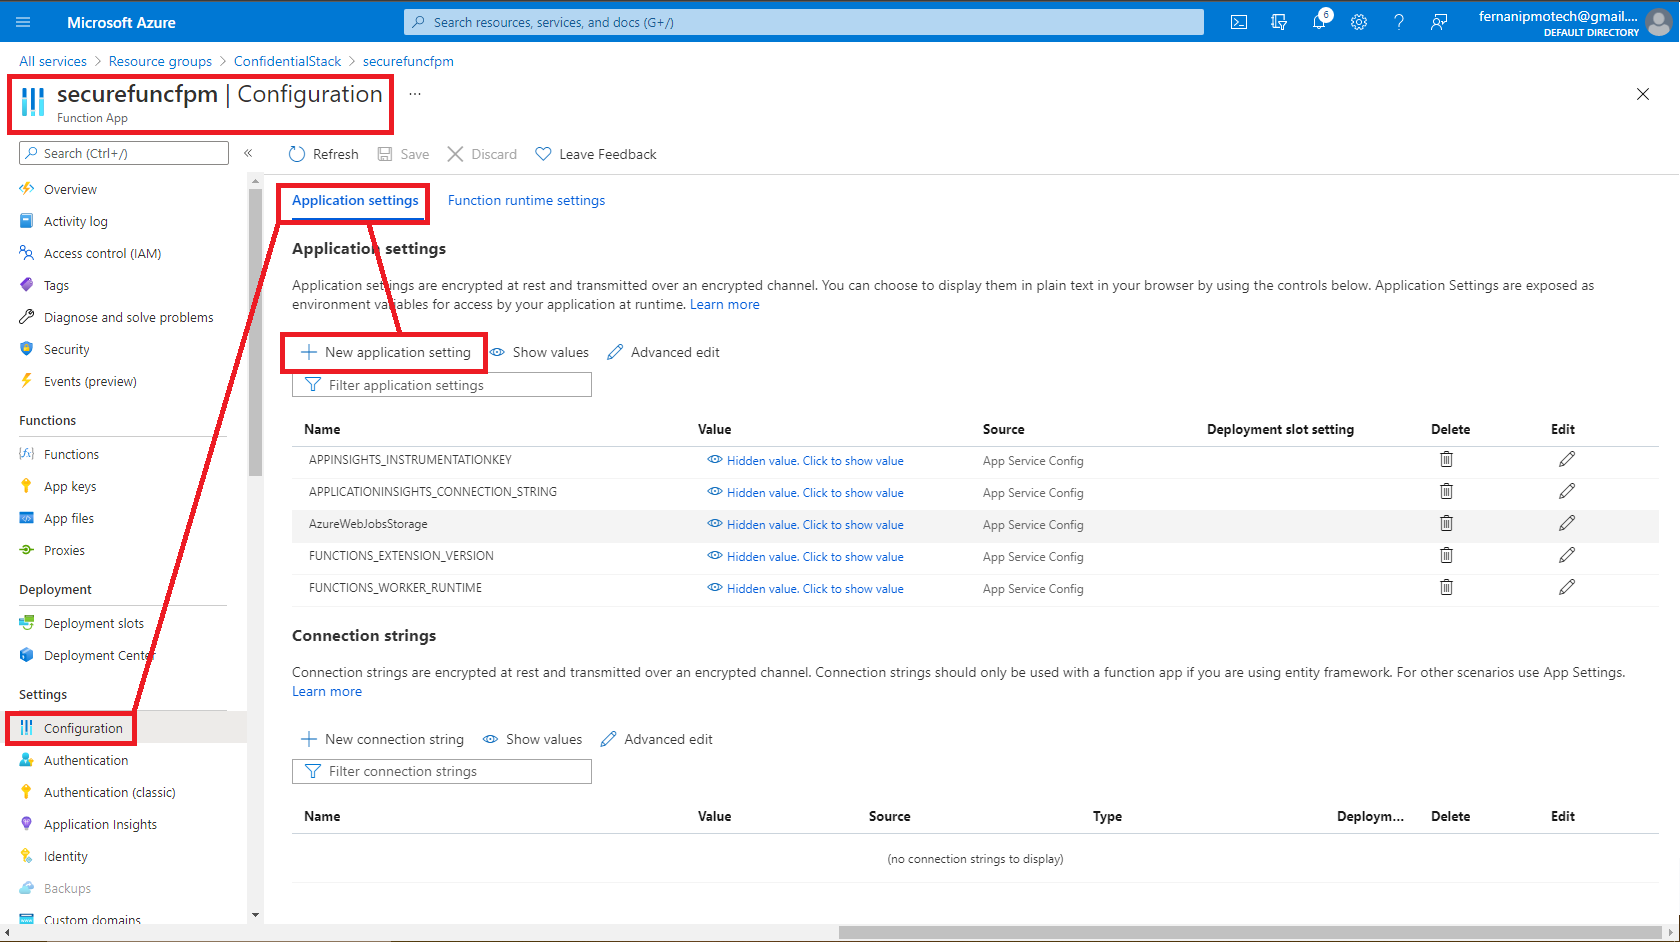 Microsoft Azure
Search resources, services, and docs (G+/)
6
fernanipmotech@gmail....
DEFAULT DIRECTORY
All services > Resource groups > ConfidentialStack > securefuncfpm
securefuncfpm | Configuration ...
Function App
Search (Ctrl+/)
«
Overview
Activity log
Access control (IAM)
Tags
Diagnose and solve problems
Security
Events (preview)
Functions
Functions
App keys
App files
Proxies
Deployment
Deployment slots
Deployment Center
Settings
Configuration
Authentication
Authentication (classic)
Application Insights
Identity
Backups
Custom domains
Refresh Save Discard Leave Feedback
Application settings Function runtime settings
Application settings
Application settings are encrypted at rest and transmitted over an encrypted channel. You can choose to display them in plain text in your browser by using the controls below. Application Settings are exposed as
environment variables for access by your application at runtime. Learn more
New application setting Show values Advanced edit
Filter application settings
Name Value Source Deployment slot setting Delete Edit
APPINSIGHTS_INSTRUMENTATIONKEY Hidden value. Click to show value App Service Config
APPLICATIONINSIGHTS_CONNECTION_STRING Hidden value. Click to show value App Service Config
AzureWebJobsStorage Hidden value. Click to show value App Service Config
FUNCTIONS_EXTENSION_VERSION Hidden value. Click to show value App Service Config
FUNCTIONS_WORKER_RUNTIME Hidden value. Click to show value App Service Config
Connection strings
Connection strings are encrypted at rest and transmitted over an encrypted channel. Connection strings should only be used with a function app if you are using entity framework. For other scenarios use App Settings.
Learn more
New connection string Show values Advanced edit
Filter connection strings
Name Value Source Type Deploym... Delete Edit
(no connection strings to display)